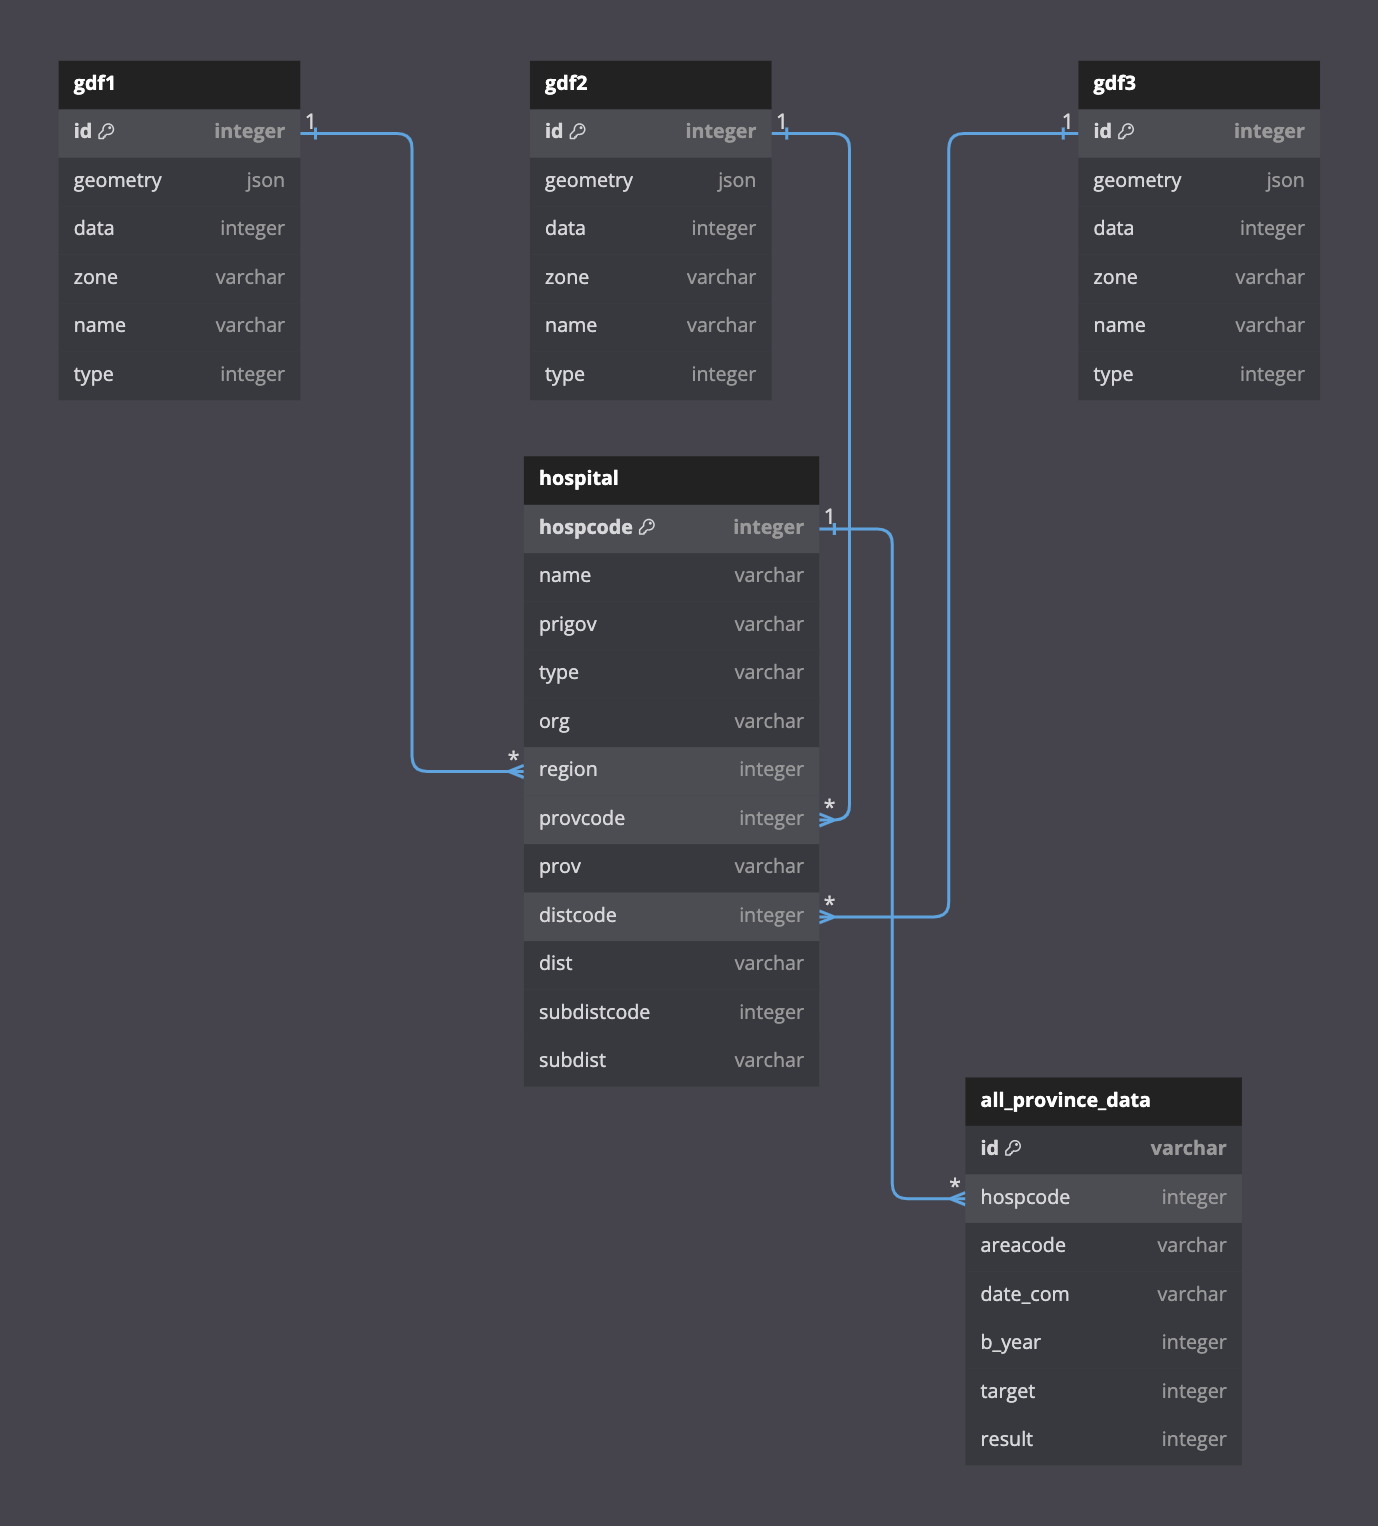 gdf1
id integer
geometry json
data integer
zone varchar
name varchar
type integer
1
gdf2
id integer
geometry json
data integer
zone varchar
name varchar
type integer
1
gdf3
id integer
geometry json
data integer
zone varchar
name varchar
type integer
1
hospital
hospcode integer
name varchar
prigov varchar
type varchar
org varchar
region integer
provcode integer
prov varchar
distcode integer
dist varchar
subdistcode integer
subdist varchar
1
*
*
*
all_province_data
id varchar
hospcode integer
areacode varchar
date_com varchar
b_year integer
target integer
result integer
*